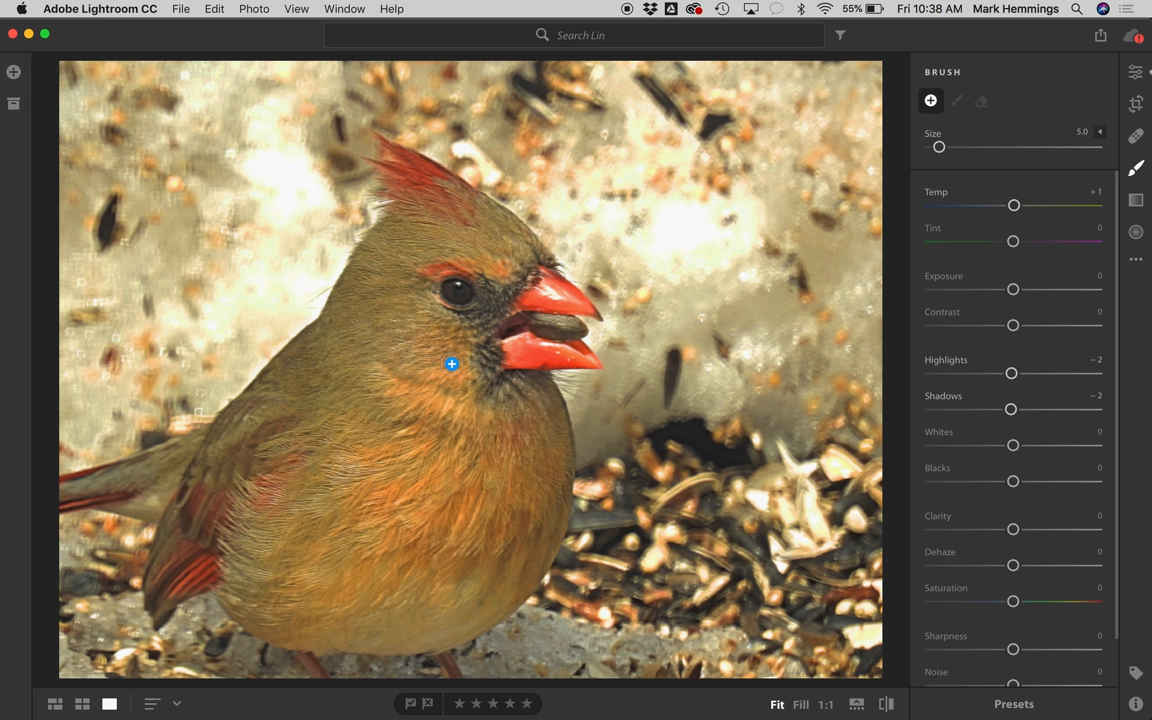 Adobe Lightroom CC File Edit Photo View Window Help 55% Fri 10:38 AM Mark Hemmings
Search Lin
BRUSH
Size 5.0
Temp + 1
Tint 0
Exposure 0
Contrast 0
Highlights – 2
Shadows – 2
Whites 0
Blacks 0
Clarity 0
Dehaze 0
Saturation 0
Sharpness 0
Noise 0
Fit Fill 1:1 Presets